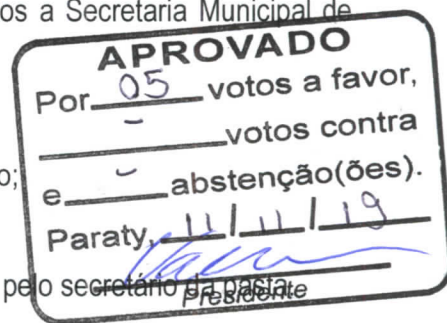 os a Secretaria Municipal de
APROVADO
Por 05 votos a favor,
- votos contra
o;
e - abstenção(ões).
Paraty, 11/11/19
pelo secretário da pasta
Presidente